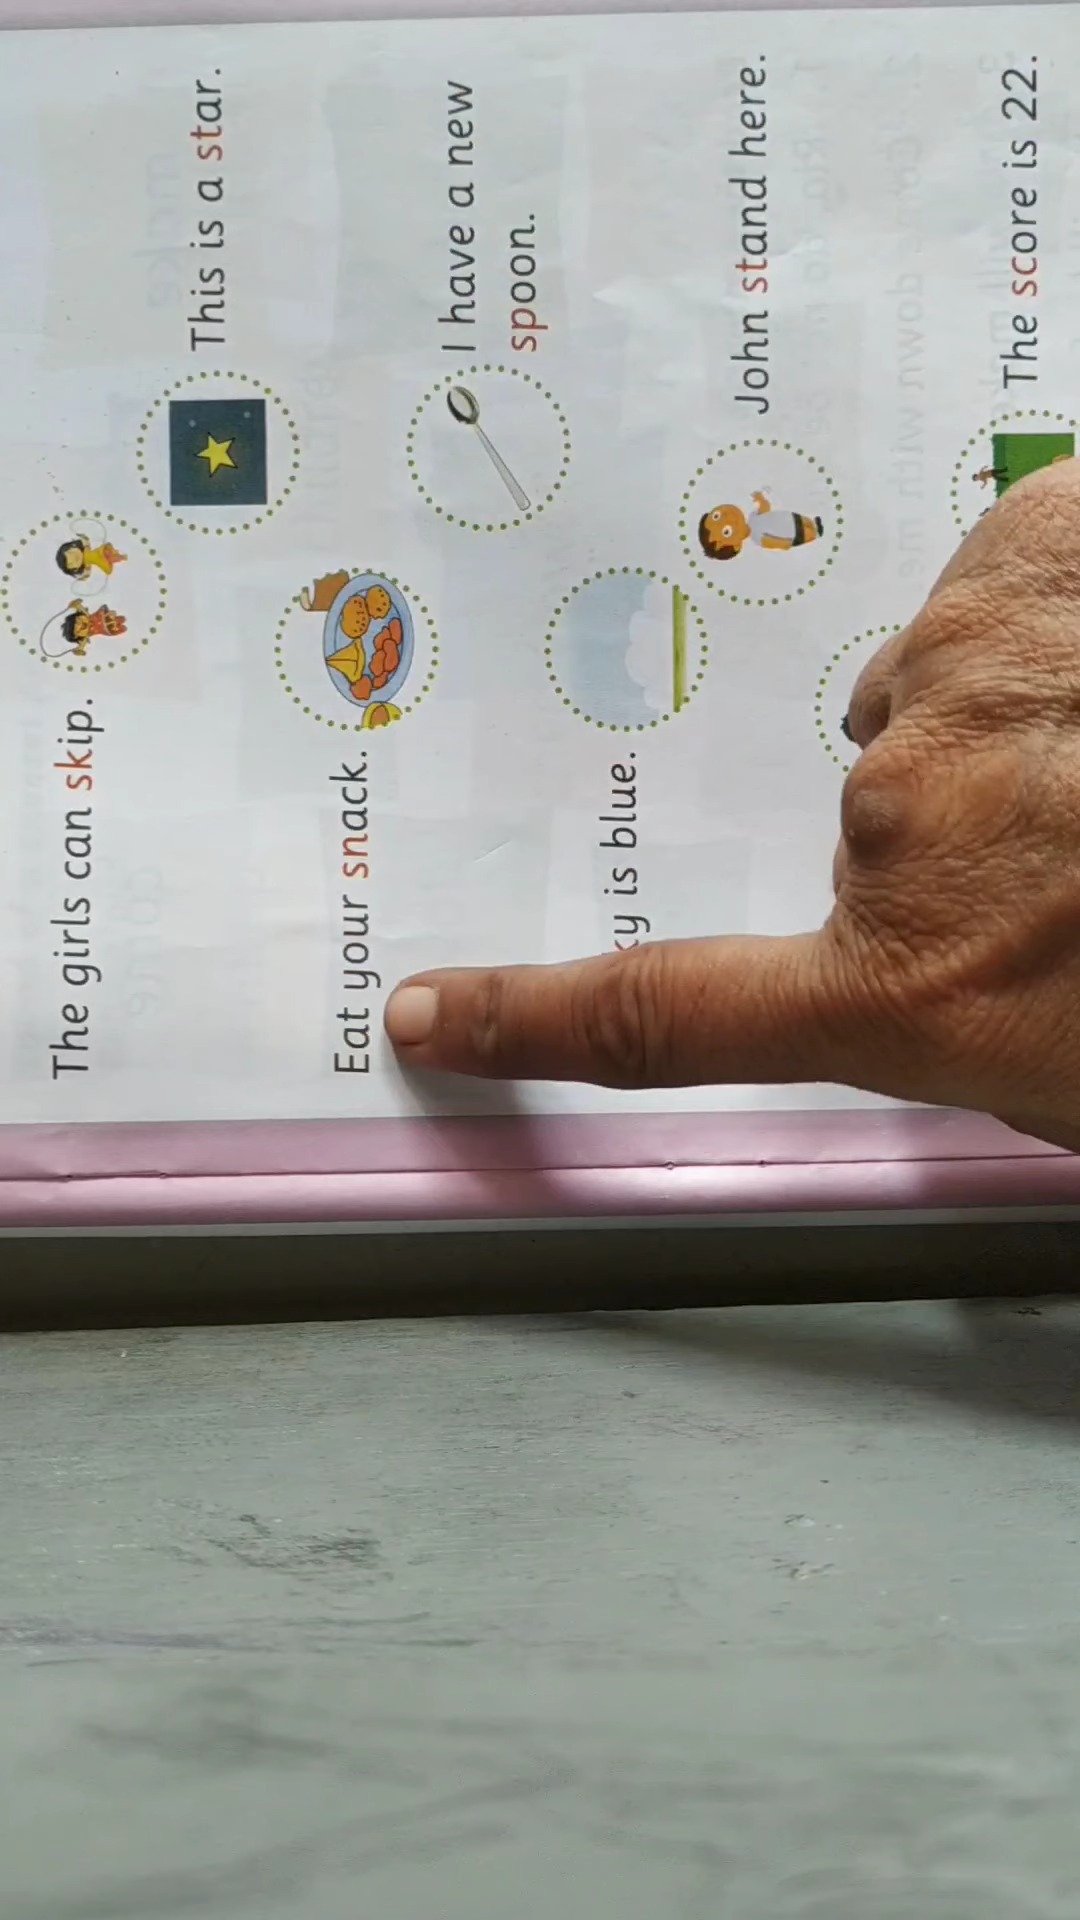 The girls can skip.
This is a star.
Eat your snack.
I have a new
spoon.
is blue.
John stand here.
The score is 22.